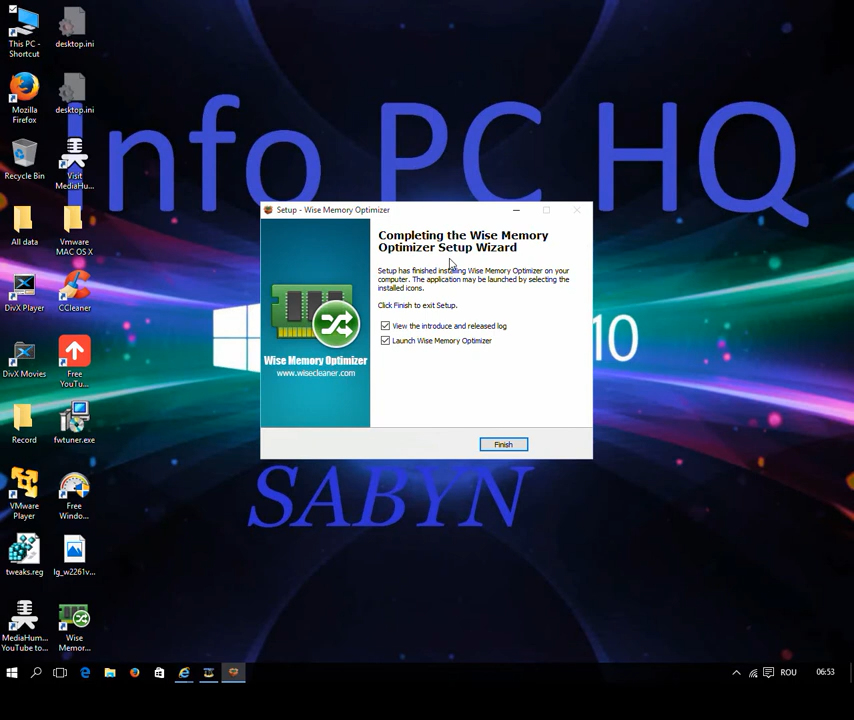 This PC -
Shortcut
desktop.ini
Mozilla
Firefox
desktop.ini
Info PC HQ
Recycle Bin
Visit
MediaHu...
All data
Vmware
MAC OS X
DivX Player
CCleaner
10
DivX Movies
Free
YouTu...
Record
fwtuner.exe
SABYN
VMware
Player
Free
Windo...
tweaks.reg
lg_w2261v...
MediaHum...
YouTube to...
Wise
Memor...
Setup - Wise Memory Optimizer
Completing the Wise Memory
Optimizer Setup Wizard
Setup has finished installing Wise Memory Optimizer on your
computer. The application may be launched by selecting the
installed icons.
Click Finish to exit Setup.
View the introduce and released log
Launch Wise Memory Optimizer
Wise Memory Optimizer
www.wisecleaner.com
Finish
ROU
06:53